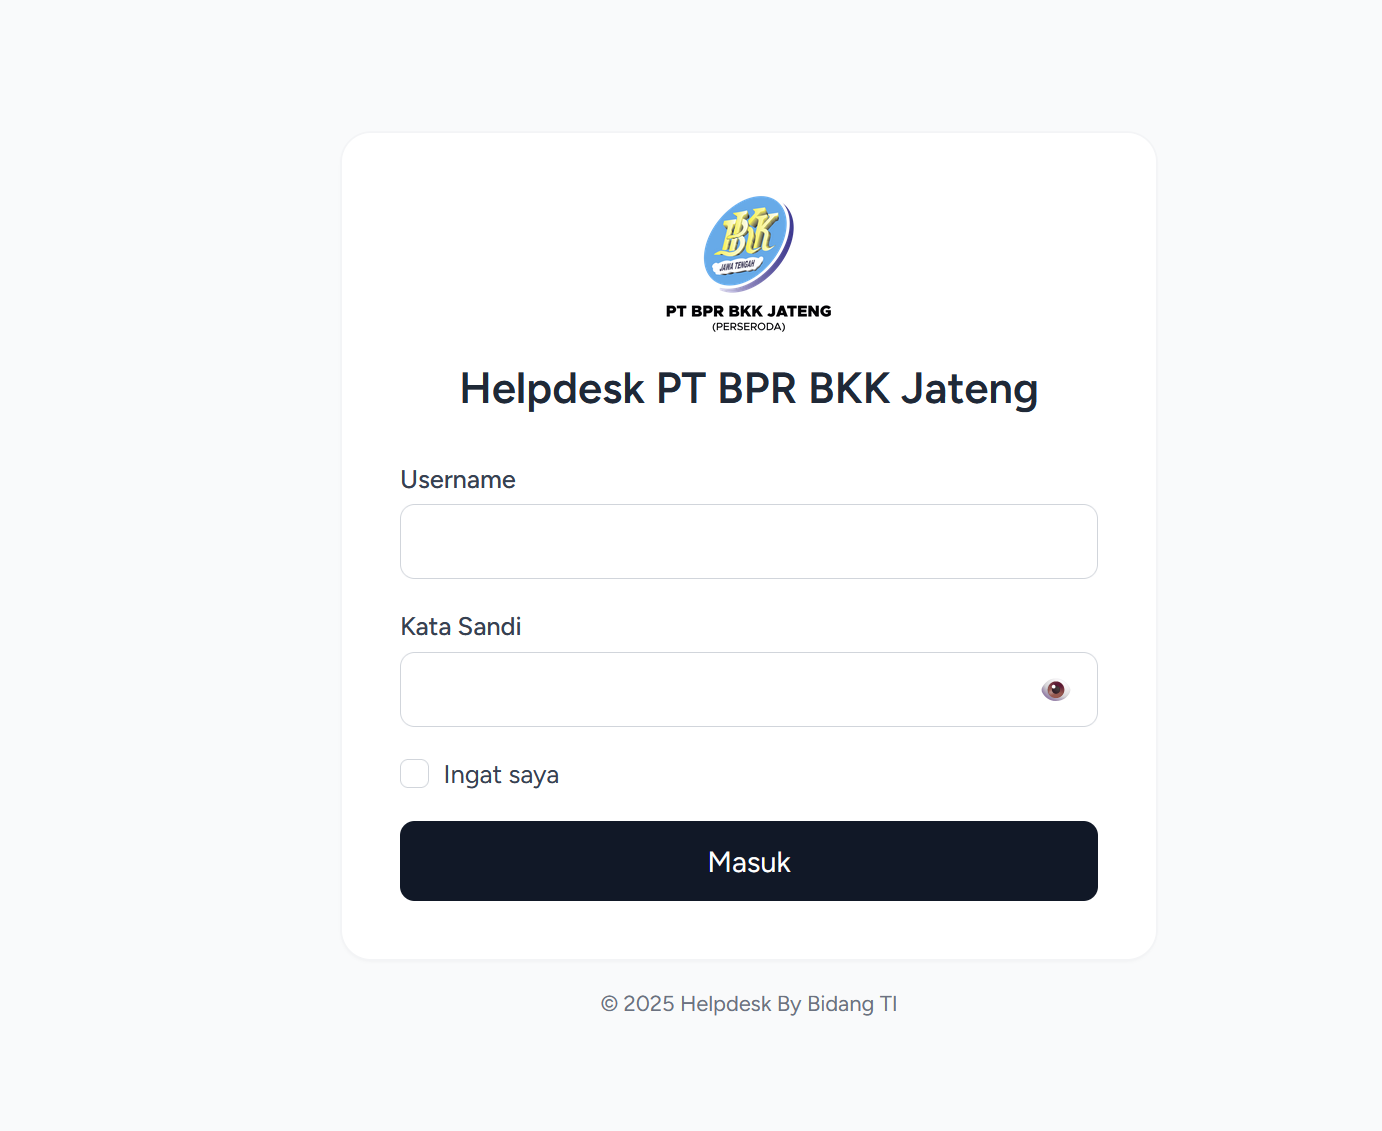 BKK
JAWA TENGAH
PT BPR BKK JATENG
(PERSERODA)
Helpdesk PT BPR BKK Jateng
Username
Kata Sandi
Ingat saya
Masuk
© 2025 Helpdesk By Bidang TI